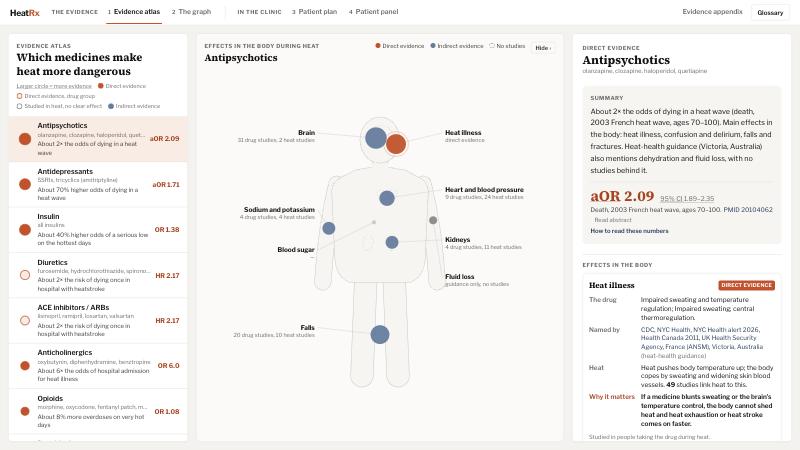 HeatRx THE EVIDENCE 1 Evidence atlas 2 The graph IN THE CLINIC 3 Patient plan 4 Patient panel Evidence appendix Glossary
EVIDENCE ATLAS
Which medicines make
heat more dangerous
Larger circle = more evidence Direct evidence
Direct evidence, drug group
Studied in heat, no clear effect Indirect evidence
Antipsychotics
olanzapine, clozapine, haloperidol, quet...
About 2× the odds of dying in a heat
wave
aOR 2.09
Antidepressants
SSRIs, tricyclics (amitriptyline)
About 70% higher odds of dying in a
heat wave
aOR 1.71
Insulin
all insulins
About 40% higher odds of a serious low
on the hottest days
OR 1.38
Diuretics
furosemide, hydrochlorothiazide, spirono...
About 2× the risk of dying once in
hospital with heatstroke
HR 2.17
ACE inhibitors / ARBs
lisinopril, ramipril, losartan, valsartan
About 2× the risk of dying once in
hospital with heatstroke
HR 2.17
Anticholinergics
oxybutynin, diphenhydramine, benztropine
About 6× the odds of hospital admission
for heat illness
OR 6.0
Opioids
morphine, oxycodone, fentanyl patch, m...
About 8% more overdoses on very hot
days
OR 1.08
EFFECTS IN THE BODY DURING HEAT
Antipsychotics
Direct evidence Indirect evidence No studies Hide ›
Brain
31 drug studies, 2 heat studies
Heat illness
direct evidence
Heart and blood pressure
9 drug studies, 24 heat studies
Sodium and potassium
4 drug studies, 4 heat studies
Kidneys
4 drug studies, 11 heat studies
Blood sugar
—
Fluid loss
guidance only, no studies
Falls
20 drug studies, 10 heat studies
DIRECT EVIDENCE
Antipsychotics
olanzapine, clozapine, haloperidol, quetiapine
SUMMARY
About 2× the odds of dying in a heat wave (death,
2003 French heat wave, ages 70–100). Main effects in
the body: heat illness, confusion and delirium, falls and
fractures. Heat-health guidance (Victoria, Australia)
also mentions dehydration and fluid loss, with no
studies behind it.
aOR 2.09 95% CI 1.89–2.35
Death, 2003 French heat wave, ages 70–100. PMID 20104062
Read abstract
How to read these numbers
EFFECTS IN THE BODY
Heat illness DIRECT EVIDENCE
The drug Impaired sweating and temperature
regulation; Impaired sweating; central
thermoregulation.
Named by CDC, NYC Health, NYC Health alert 2026,
Health Canada 2011, UK Health Security
Agency, France (ANSM), Victoria, Australia
(heat-health guidance)
Heat Heat pushes body temperature up; the body
copes by sweating and widening skin blood
vessels. 49 studies link heat to this.
Why it matters If a medicine blunts sweating or the brain's
temperature control, the body cannot shed
heat and heat exhaustion or heat stroke
comes on faster.
Studied in people taking the drug during heat.